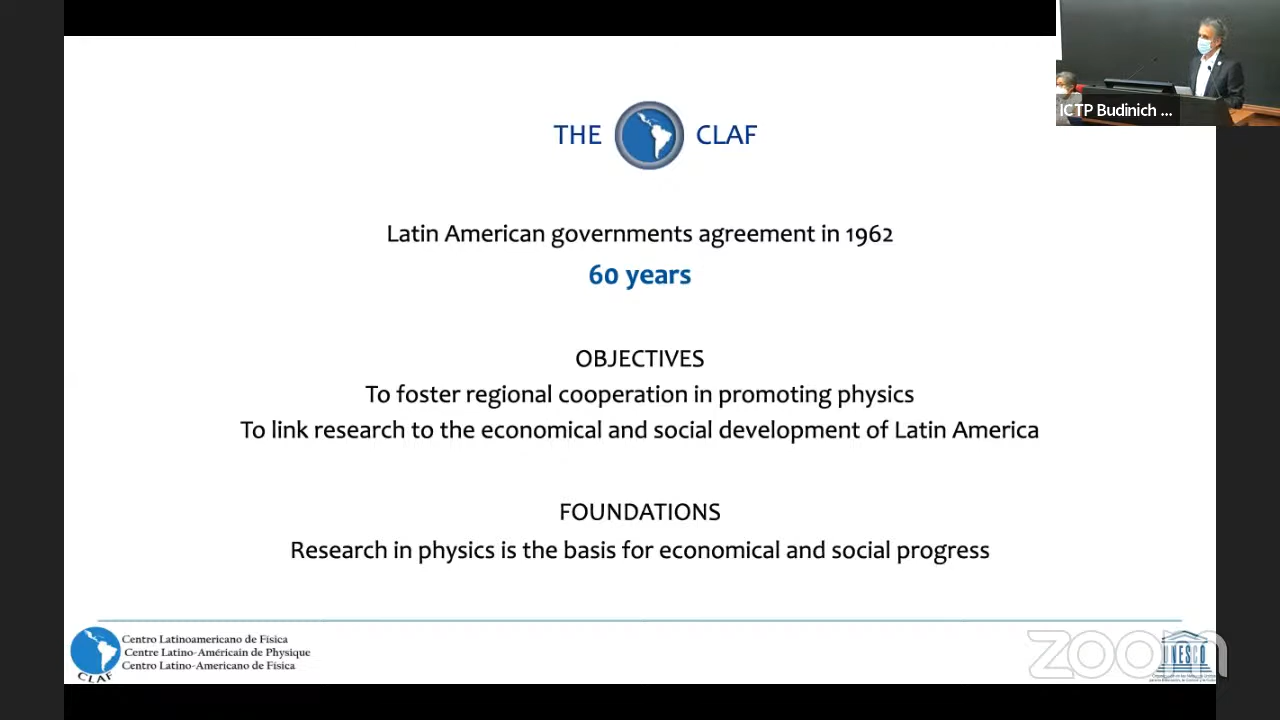 THE CLAF
Latin American governments agreement in 1962
60 years
OBJECTIVES
To foster regional cooperation in promoting physics
To link research to the economical and social development of Latin America
FOUNDATIONS
Research in physics is the basis for economical and social progress
Centro Latinoamericano de Física
Centre Latino-Américain de Physique
Centro Latino-Americano de Física
CLAF
zoom
UNESCO
ICTP Budinich ...